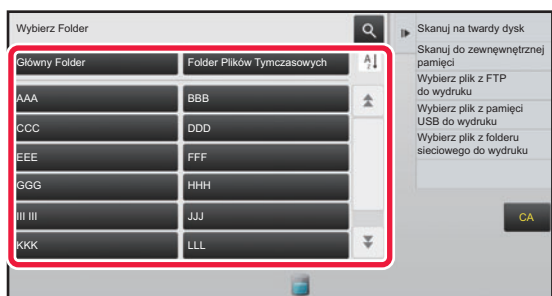 Wybierz Folder
Główny Folder
Folder Plików Tymczasowych
AAA
BBB
CCC
DDD
EEE
FFF
GGG
HHH
III III
JJJ
KKK
LLL
Skanuj na twardy dysk
Skanuj do zewnęwnętrznej
pamięci
Wybierz plik z FTP
do wydruku
Wybierz plik z pamięci
USB do wydruku
Wybierz plik z folderu
sieciowego do wydruku
CA